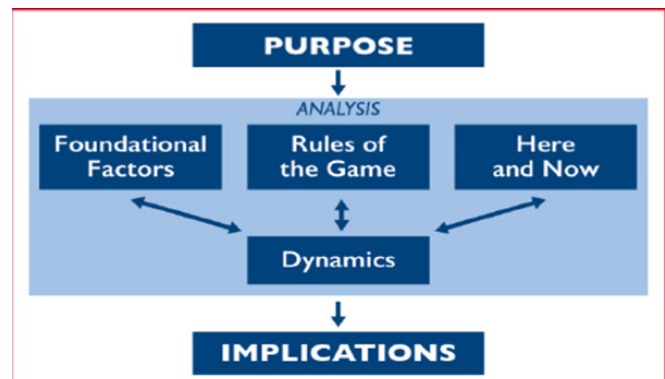 PURPOSE
ANALYSIS
Foundational
Factors
Rules of
the Game
Here
and Now
Dynamics
IMPLICATIONS